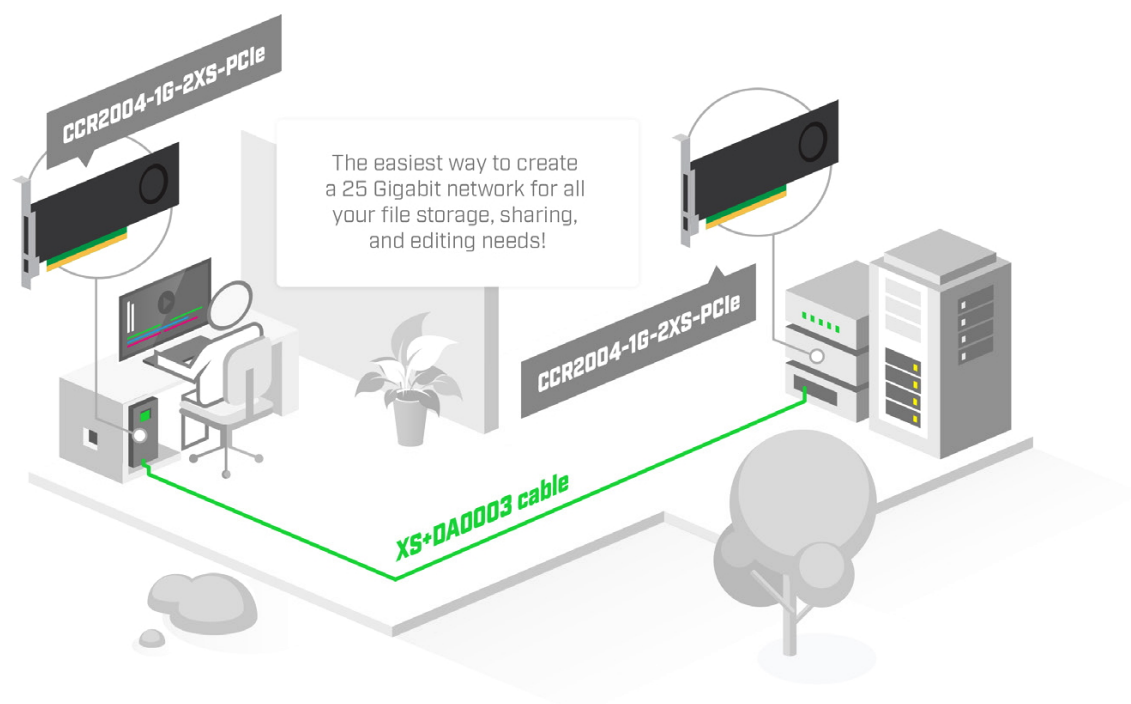 CCR2004-1G-2XS-PCIe
The easiest way to create
a 25 Gigabit network for all
your file storage, sharing,
and editing needs!
CCR2004-1G-2XS-PCIe
XS+DA0003 cable